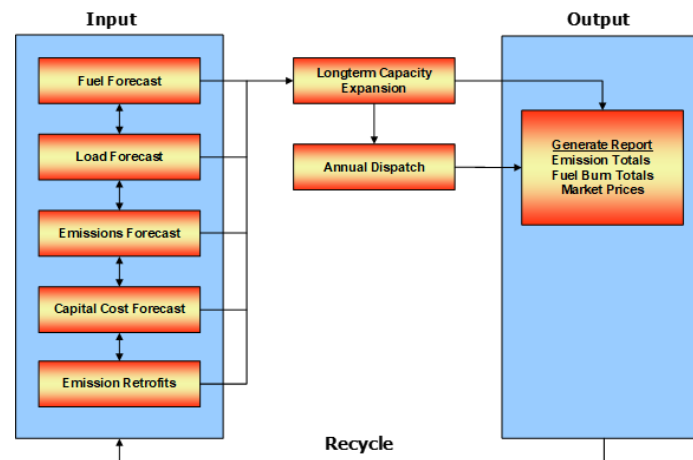 Input
Output
Fuel Forecast
Load Forecast
Emissions Forecast
Capital Cost Forecast
Emission Retrofits
Longterm Capacity
Expansion
Annual Dispatch
Generate Report
Emission Totals
Fuel Burn Totals
Market Prices
Recycle